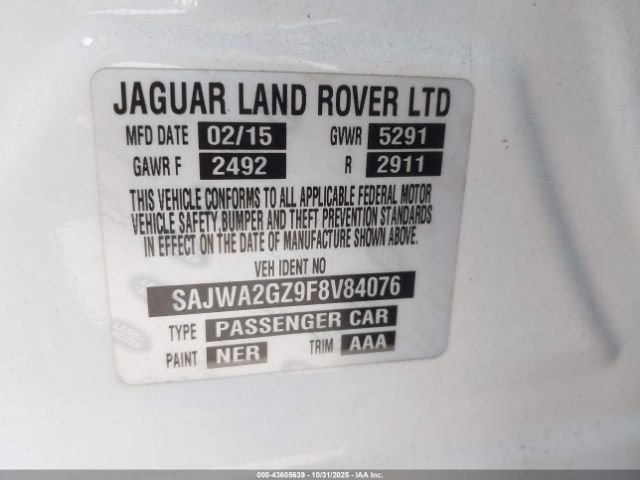 JAGUAR LAND ROVER LTD
MFD DATE 02/15 GVWR 5291
GAWR F 2492 R 2911
THIS VEHICLE CONFORMS TO ALL APPLICABLE FEDERAL MOTOR
VEHICLE SAFETY,BUMPER AND THEFT PREVENTION STANDARDS
IN EFFECT ON THE DATE OF MANUFACTURE SHOWN ABOVE.
VEH IDENT NO
SAJWA2GZ9F8V84076
TYPE PASSENGER CAR
PAINT NER TRIM AAA
000-43605639 - 10/31/2025 - IAA Inc.